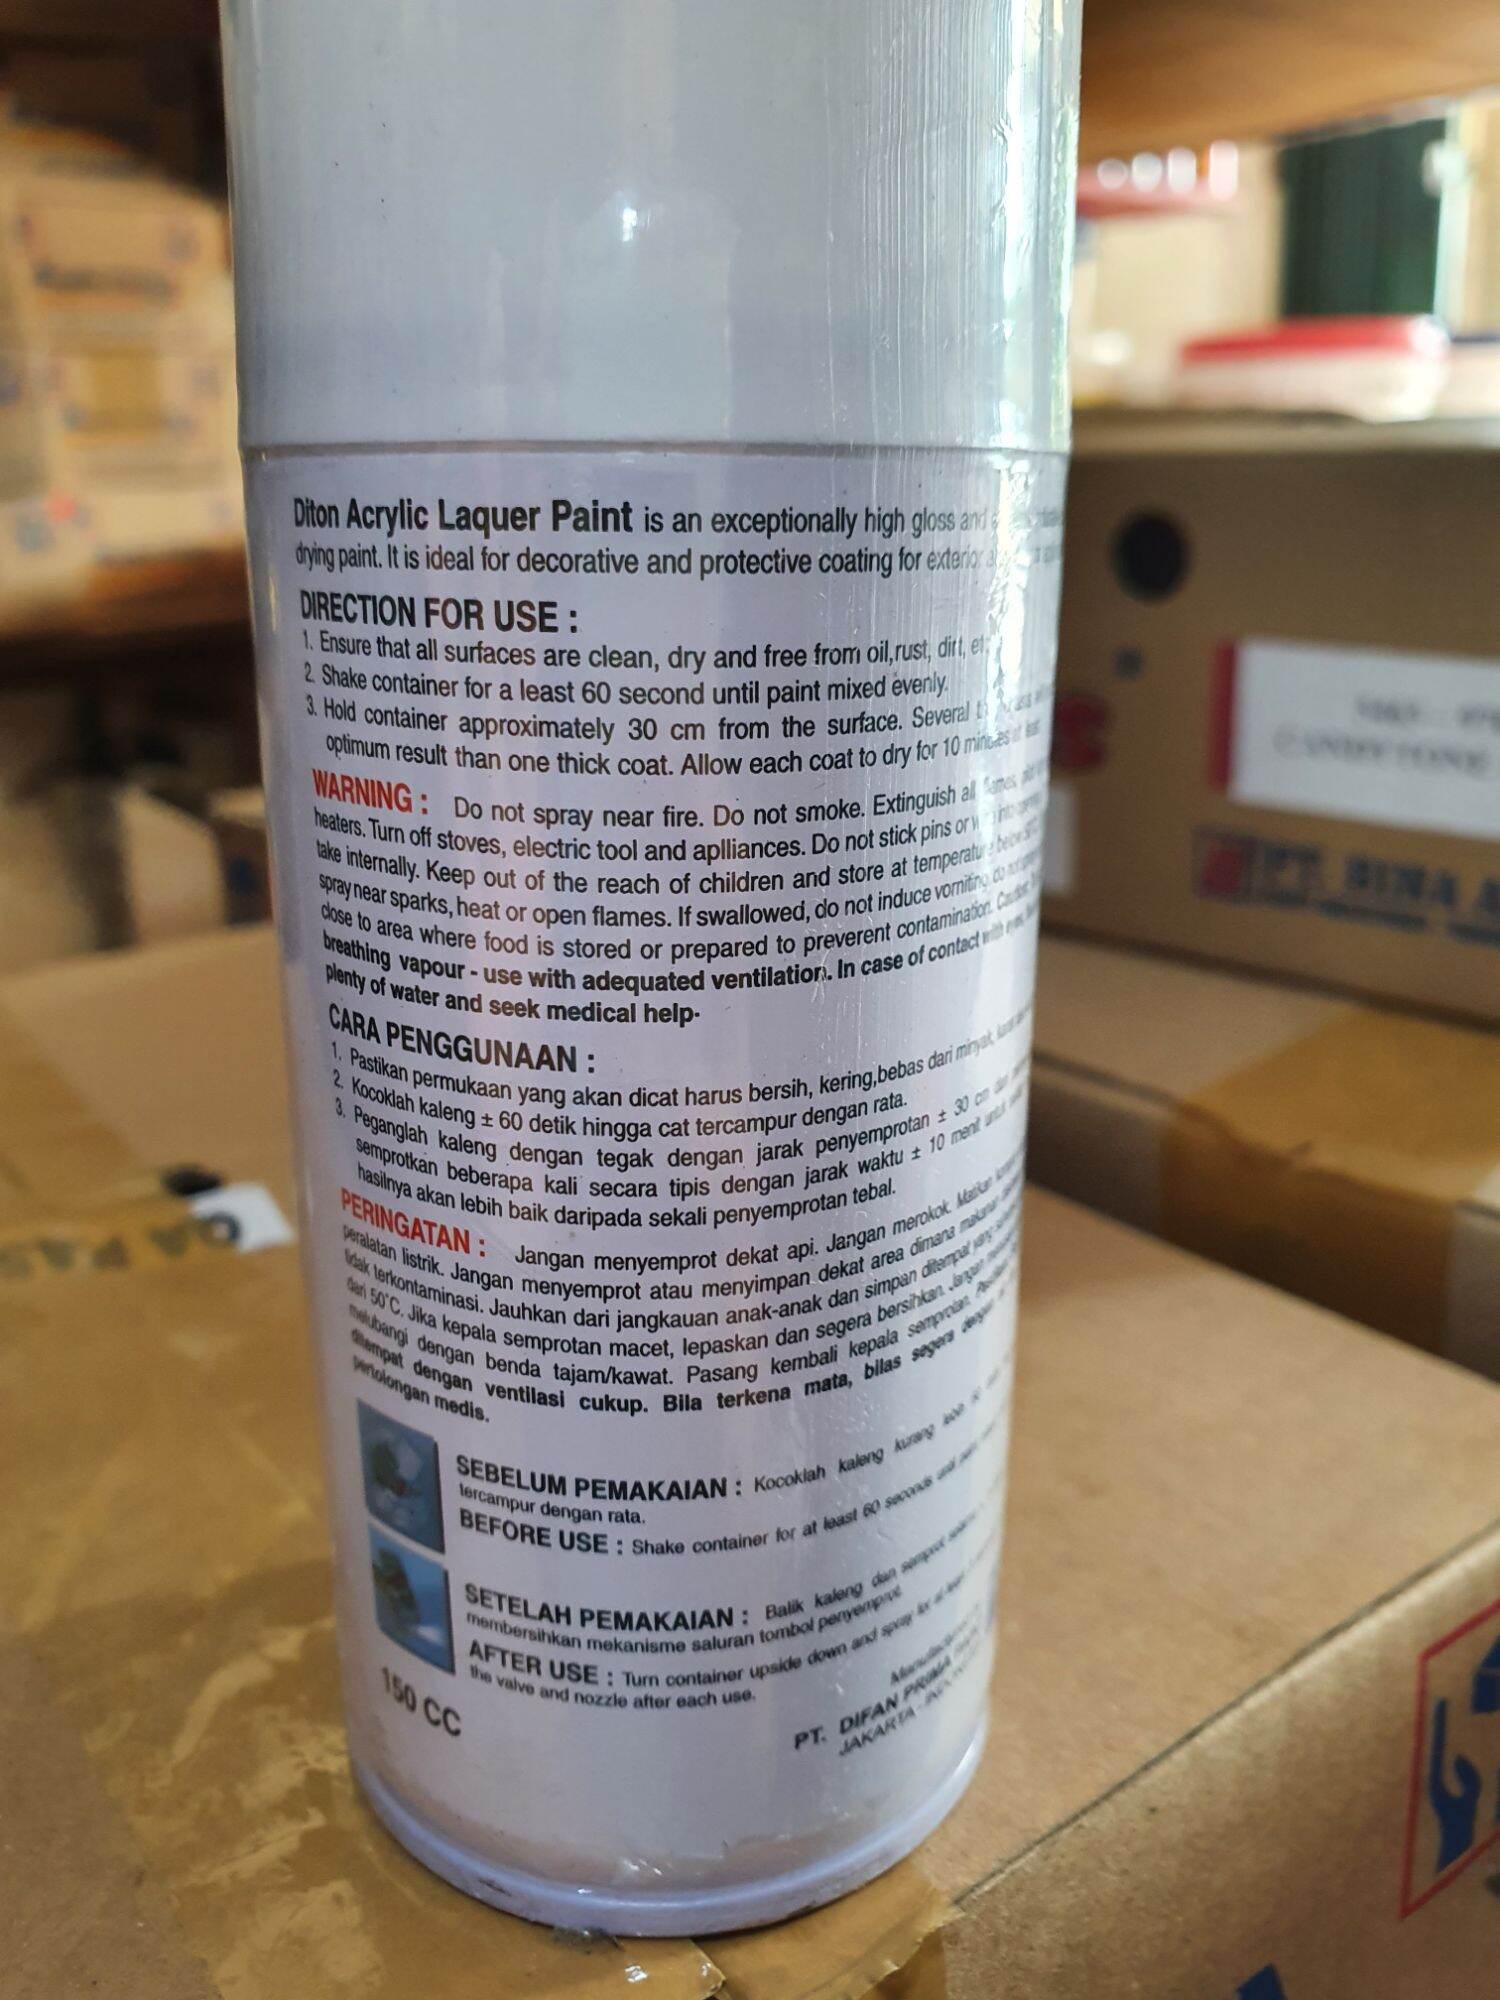 Diton Acrylic Laquer Paint is an exceptionally high gloss and
drying paint. It is ideal for decorative and protective coating for exterior
DIRECTION FOR USE :
1. Ensure that all surfaces are clean, dry and free from oil,rust, dirt, etc
2. Shake container for a least 60 second until paint mixed evenly.
3. Hold container approximately 30 cm from the surface. Several
optimum result than one thick coat. Allow each coat to dry for 10 minutes at least
WARNING : Do not spray near fire. Do not smoke. Extinguish all flames,
heaters. Turn off stoves, electric tool and aplliances. Do not stick pins or
take internally. Keep out of the reach of children and store at temperature below
spray near sparks, heat or open flames. If swallowed, do not induce vomiting, do not
close to area where food is stored or prepared to preverent contamination.
breathing vapour - use with adequated ventilation. In case of contact with eyes,
plenty of water and seek medical help.
CARA PENGGUNAAN :
1. Pastikan permukaan yang akan dicat harus bersih, kering,bebas dari minyak,
2. Kocoklah kaleng ± 60 detik hingga cat tercampur dengan rata.
3. Peganglah kaleng dengan tegak dengan jarak penyemprotan ± 30 cm
semprotkan beberapa kali secara tipis dengan jarak waktu ± 10 menit untuk
hasilnya akan lebih baik daripada sekali penyemprotan tebal.
PERINGATAN : Jangan menyemprot dekat api. Jangan merokok. Matikan
peralatan listrik. Jangan menyemprot atau menyimpan dekat area dimana makanan
tidak terkontaminasi. Jauhkan dari jangkauan anak-anak dan simpan ditempat yang
dari 50°C. Jika kepala semprotan macet, lepaskan dan segera bersihkan. Jangan
melubangi dengan benda tajam/kawat. Pasang kembali kepala semprotan.
ditempat dengan ventilasi cukup. Bila terkena mata, bilas segera dengan
pertolongan medis.
SEBELUM PEMAKAIAN : Kocoklah kaleng kurang lebih
tercampur dengan rata.
BEFORE USE : Shake container for at least 60 seconds until
SETELAH PEMAKAIAN : Balik kaleng dan semprot
membersihkan mekanisme saluran tombol penyemprot.
AFTER USE : Turn container upside down and spray for at least
the valve and nozzle after each use.
150 CC
PT. DIFAN PRIMA
JAKARTA -
PT. BINA